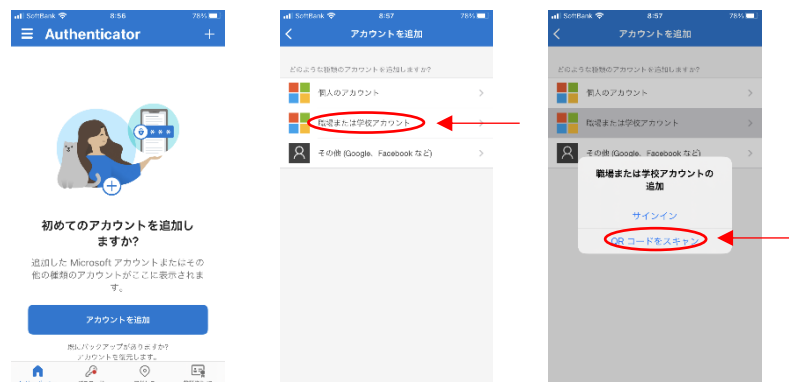 SoftBank 8:56 78%
Authenticator
初めてのアカウントを追加し
ますか?
追加した Microsoft アカウントまたはその
他の種類のアカウントがここに表示されま
す。
アカウントを追加
既にバックアップがありますか?
アカウントを復元します。
SoftBank 8:57 78%
アカウントを追加
どのような種類のアカウントを追加しますか?
個人のアカウント
職場または学校アカウント
その他 (Google、Facebook など)
SoftBank 8:57 78%
アカウントを追加
どのような種類のアカウントを追加しますか?
個人のアカウント
職場または学校アカウント
その他 (Google、Facebook など)
職場または学校アカウントの
追加
サインイン
QR コードをスキャン